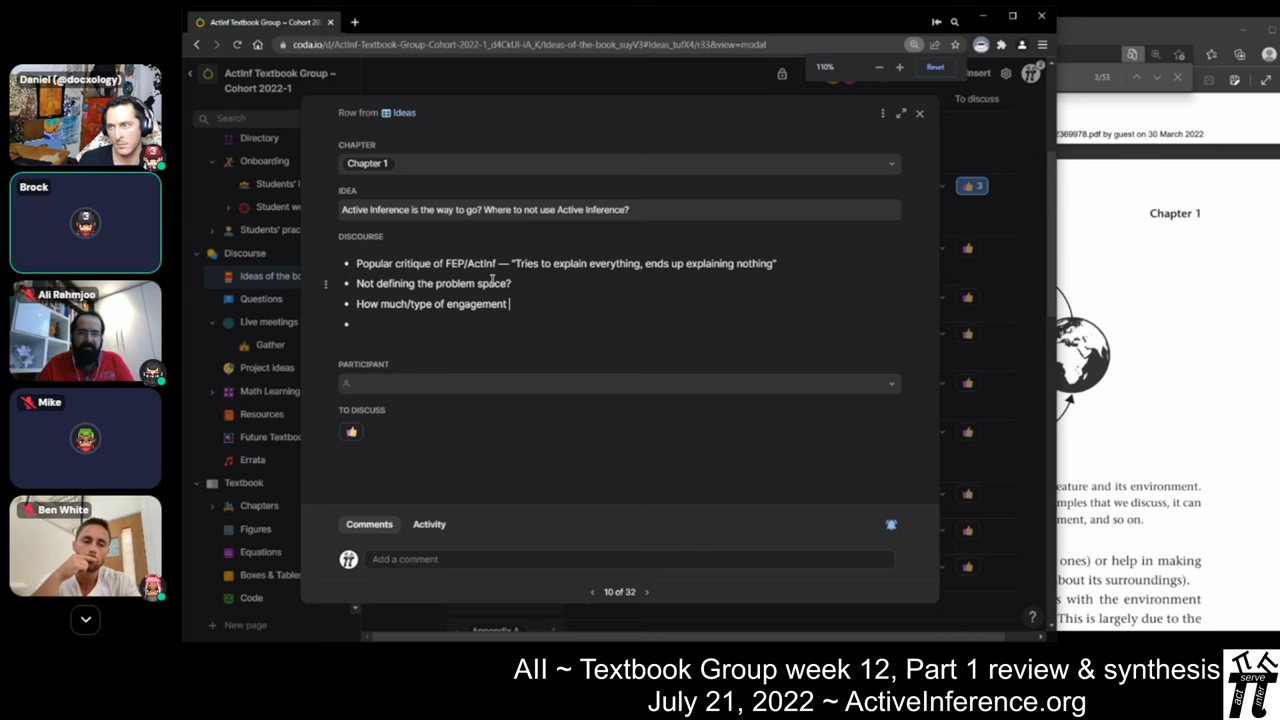 Daniel (@docxology)
Brock
Ali Rahmjoo
Mike
Ben White
ActInf Textbook Group ~ Cohort 20
coda.io/d/ActInf-Textbook-Group-Cohort-2022-1_d4CkUI-iA_K/Ideas-of-the-book_suyV3#Ideas_tufX4/r33&view=modal
110%
Reset
ActInf Textbook Group ~
Cohort 2022-1
Insert
Search
Directory
Onboarding
Students' I
Student wo
Students' prac
Discourse
Ideas of the bo
Questions
Live meetings
Gather
Project ideas
Math Learning
Resources
Future Textbo
Errata
Textbook
Chapters
Figures
Equations
Boxes & Tables
Code
New page
Row from Ideas
CHAPTER
Chapter 1
IDEA
Active Inference is the way to go? Where to not use Active Inference?
DISCOURSE
• Popular critique of FEP/ActInf — "Tries to explain everything, ends up explaining nothing"
• Not defining the problem space?
• How much/type of engagement
•
PARTICIPANT
TO DISCUSS
Comments
Activity
Add a comment
10 of 32
Appendix A
To discuss
3
3/53
2369978.pdf by guest on 30 March 2022
Chapter 1
eature and its environment.
mples that we discuss, it can
ment, and so on.
ones) or help in making
bout its surroundings).
s with the environment
This is largely due to the
AII ~ Textbook Group week 12, Part 1 review & synthesis
July 21, 2022 ~ ActiveInference.org
act
serve
infer